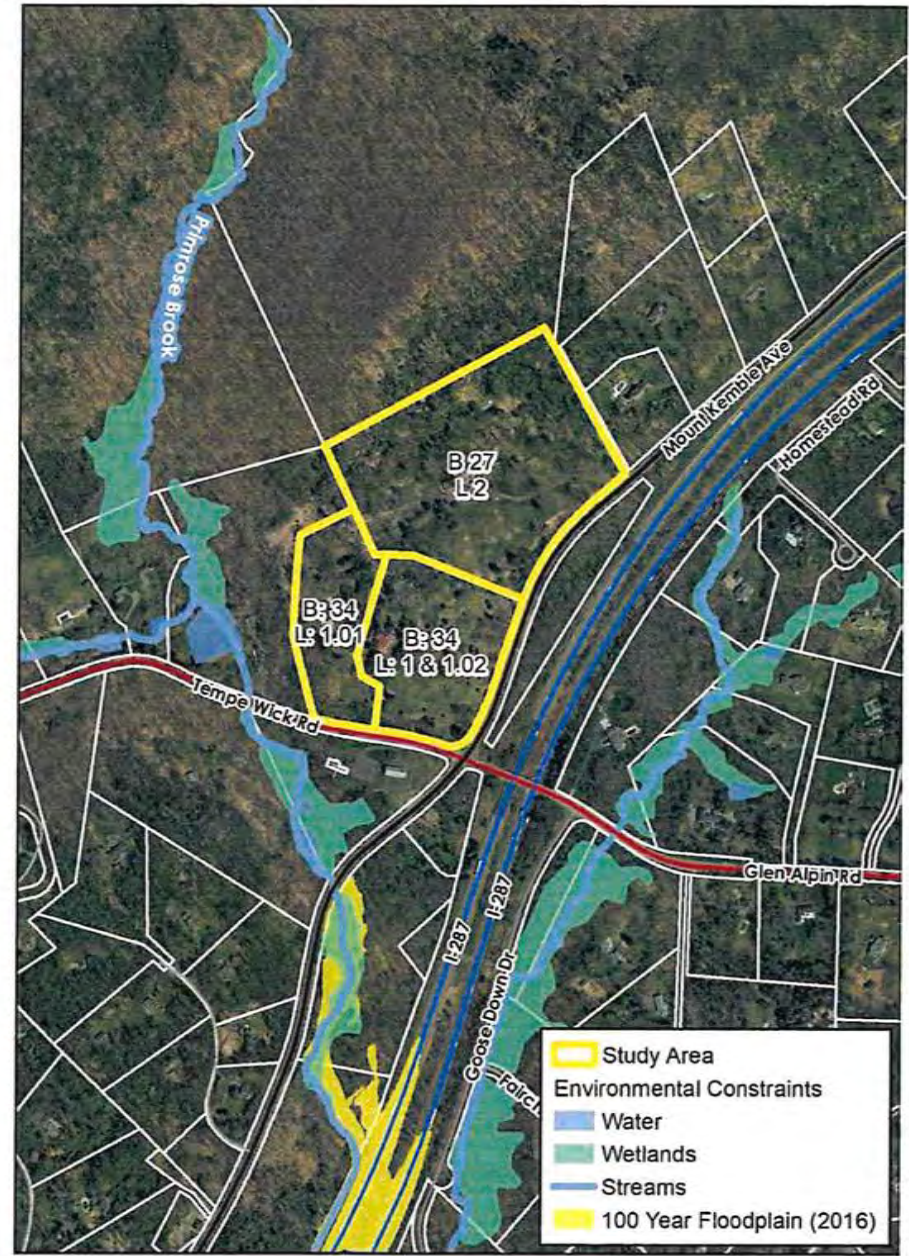 Primrose Brook
Mount Kemble Ave
Homestead Rd
B 27
L 2
B: 34
L: 1.01
B: 34
L: 1 & 1.02
Tempe Wick Rd
Glen Alpin Rd
I-287
I-287
Goose Down Dr
Study Area
Environmental Constraints
Water
Wetlands
Streams
100 Year Floodplain (2016)